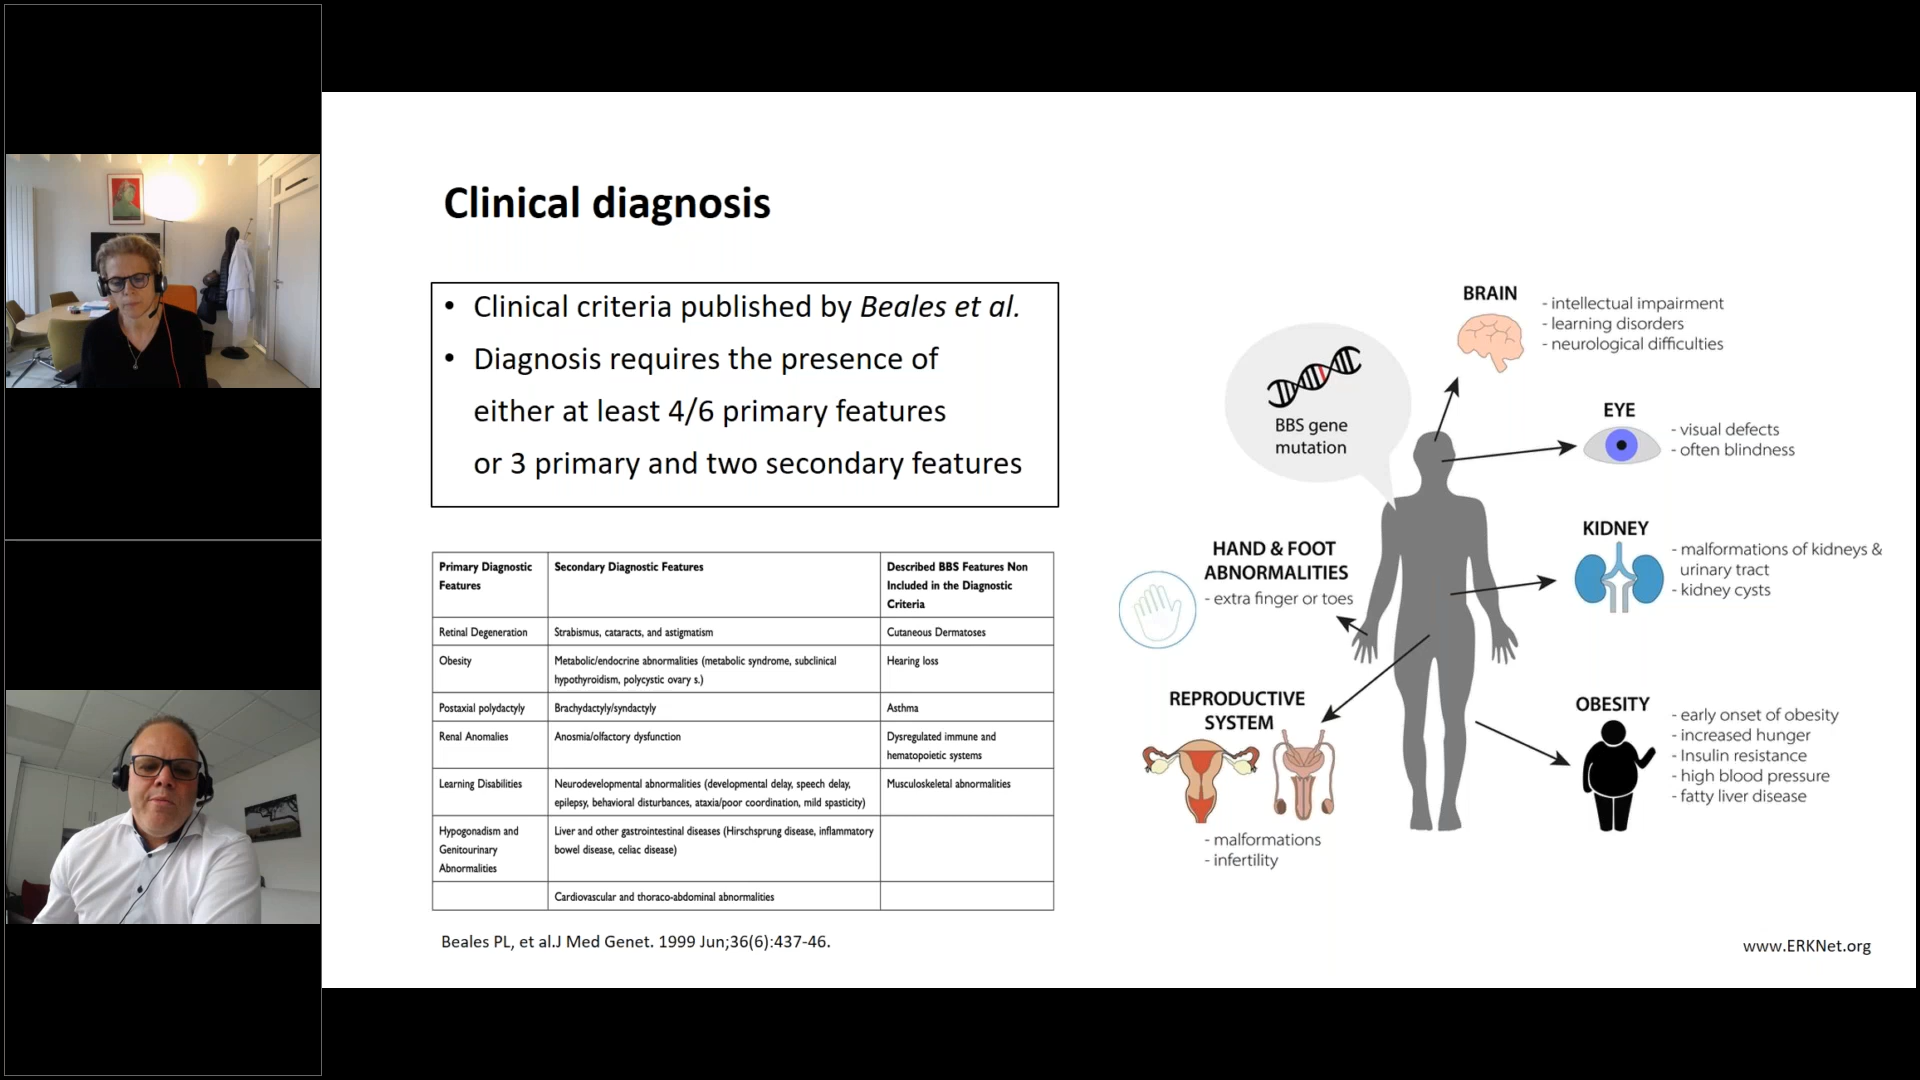 Clinical diagnosis
• Clinical criteria published by Beales et al.
• Diagnosis requires the presence of
either at least 4/6 primary features
or 3 primary and two secondary features
Primary Diagnostic
Features
Secondary Diagnostic Features
Described BBS Features Non
Included in the Diagnostic
Criteria
Retinal Degeneration
Strabismus, cataracts, and astigmatism
Cutaneous Dermatoses
Obesity
Metabolic/endocrine abnormalities (metabolic syndrome, subclinical
hypothyroidism, polycystic ovary s.)
Hearing loss
Postaxial polydactyly
Brachydactyly/syndactyly
Asthma
Renal Anomalies
Anosmia/olfactory dysfunction
Dysregulated immune and
hematopoietic systems
Learning Disabilities
Neurodevelopmental abnormalities (developmental delay, speech delay,
epilepsy, behavioral disturbances, ataxia/poor coordination, mild spasticity)
Musculoskeletal abnormalities
Hypogonadism and
Genitourinary
Abnormalities
Liver and other gastrointestinal diseases (Hirschsprung disease, inflammatory
bowel disease, celiac disease)
Cardiovascular and thoraco-abdominal abnormalities
Beales PL, et al.J Med Genet. 1999 Jun;36(6):437-46.
BBS gene
mutation
BRAIN
- intellectual impairment
- learning disorders
- neurological difficulties
EYE
- visual defects
- often blindness
KIDNEY
- malformations of kidneys &
urinary tract
- kidney cysts
HAND & FOOT
ABNORMALITIES
- extra finger or toes
REPRODUCTIVE
SYSTEM
- malformations
- infertility
OBESITY
- early onset of obesity
- increased hunger
- Insulin resistance
- high blood pressure
- fatty liver disease
www.ERKNet.org